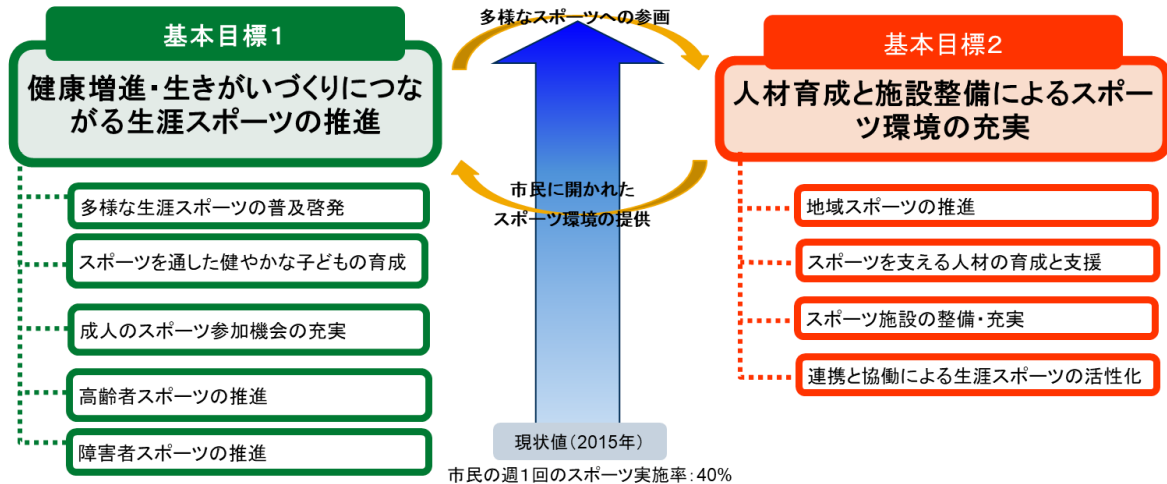 多様なスポーツへの参画
基本目標1
健康増進・生きがいづくりにつな
がる生涯スポーツの推進
多様な生涯スポーツの普及啓発
スポーツを通した健やかな子どもの育成
成人のスポーツ参加機会の充実
高齢者スポーツの推進
障害者スポーツの推進
市民に開かれた
スポーツ環境の提供
現状値(2015年)
市民の週1回のスポーツ実施率:40%
基本目標2
人材育成と施設整備によるスポー
ツ環境の充実
地域スポーツの推進
スポーツを支える人材の育成と支援
スポーツ施設の整備・充実
連携と協働による生涯スポーツの活性化